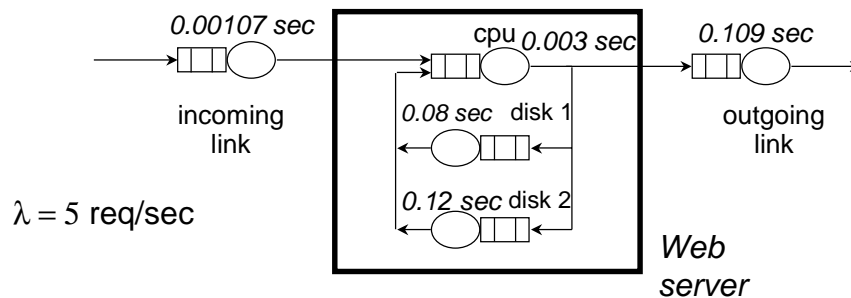 0.00107 sec
cpu
0.003 sec
0.109 sec
incoming
link
0.08 sec
disk 1
outgoing
link
0.12 sec
disk 2
λ = 5 req/sec
Web
server